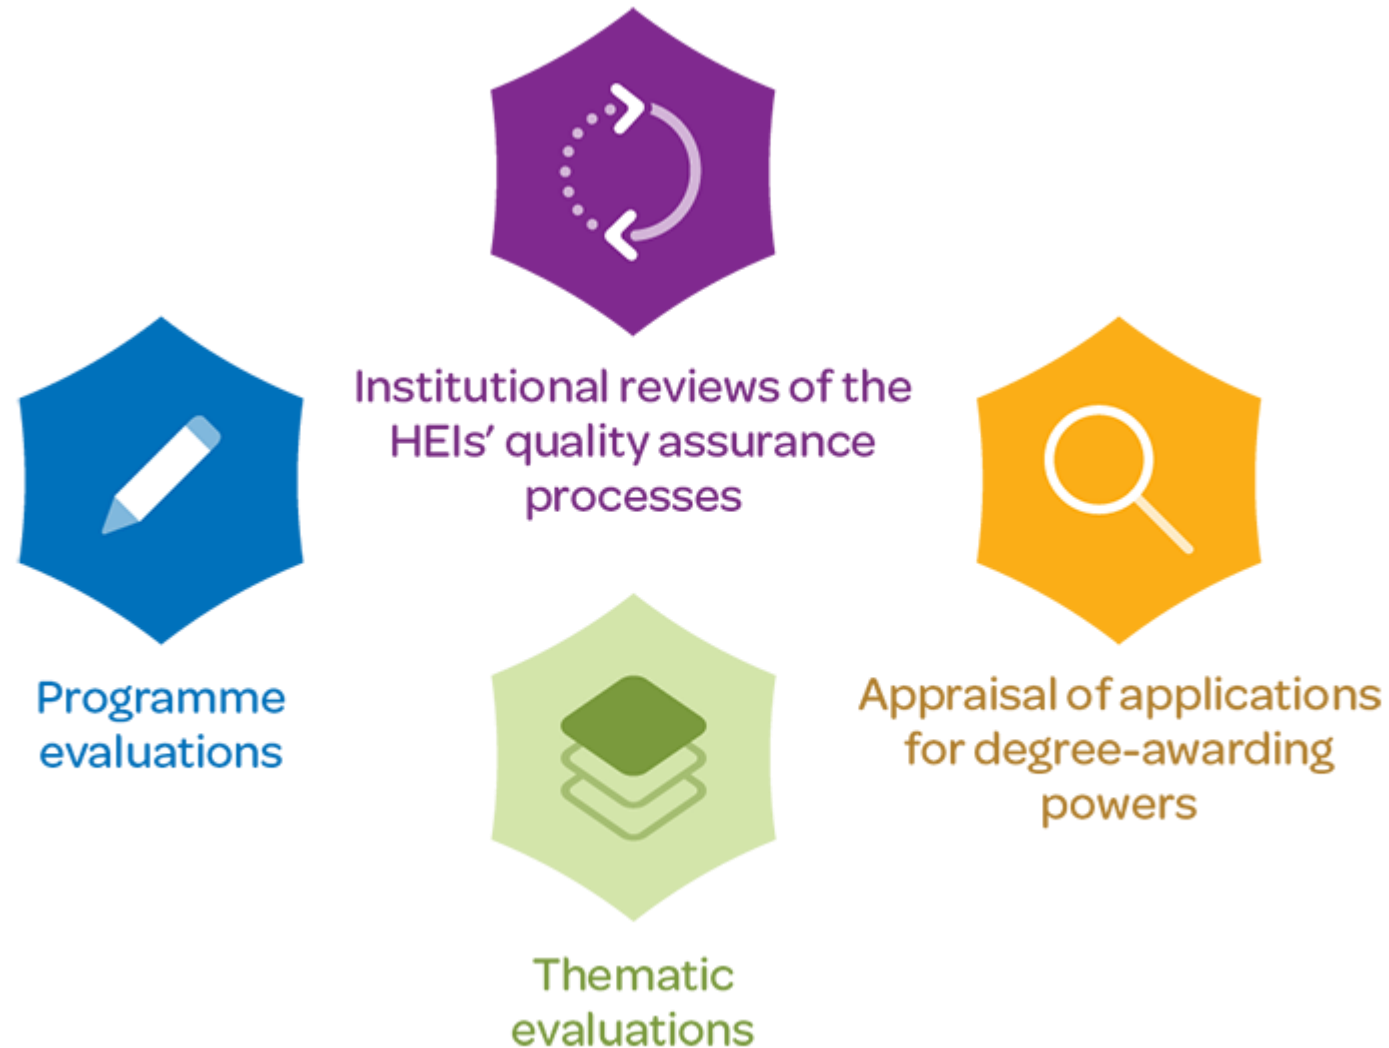 Institutional reviews of the
HEIs’ quality assurance
processes
Programme
evaluations
Appraisal of applications
for degree-awarding
powers
Thematic
evaluations